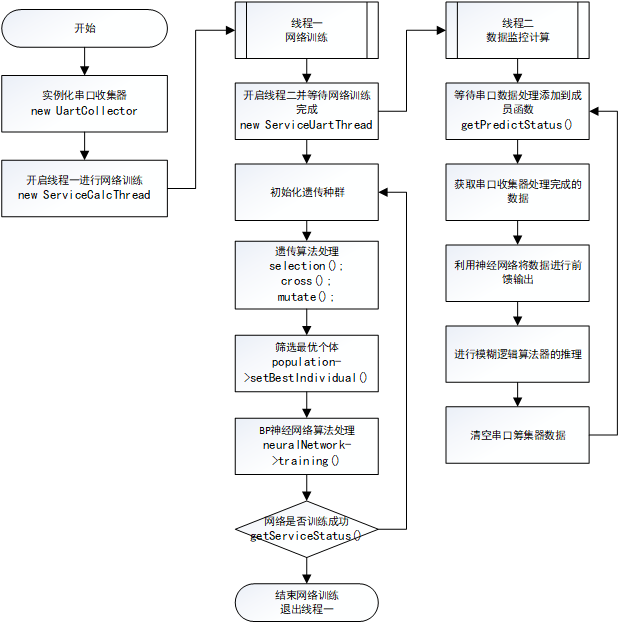 开始
实例化串口收集器
new UartCollector
开启线程一进行网络训练
new ServiceCalcThread
线程一
网络训练
开启线程二并等待网络训练
完成
new ServiceUartThread
初始化遗传种群
遗传算法处理
selection();
cross();
mutate();
筛选最优个体
population-
>setBestIndividual()
BP神经网络算法处理
neuralNetwork-
>training()
网络是否训练成功
getServiceStatus()
结束网络训练
退出线程一
线程二
数据监控计算
等待串口数据处理添加到成
员函数
getPredictStatus()
获取串口收集器处理完成的
数据
利用神经网络将数据进行前
馈输出
进行模糊逻辑算法器的推理
清空串口筹集器数据